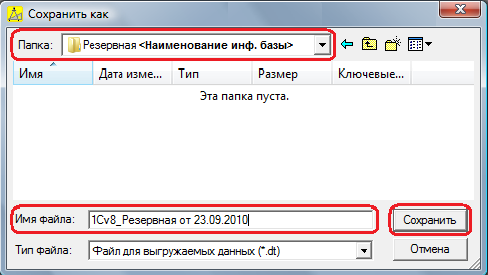 Сохранить как
Папка: Резервная <Наименование инф. базы>
Имя Дата изме... Тип Размер Ключевые...
Эта папка пуста.
Имя файла: 1Cv8_Резервная от 23.09.2010 Сохранить
Тип файла: Файл для выгружаемых данных (*.dt) Отмена